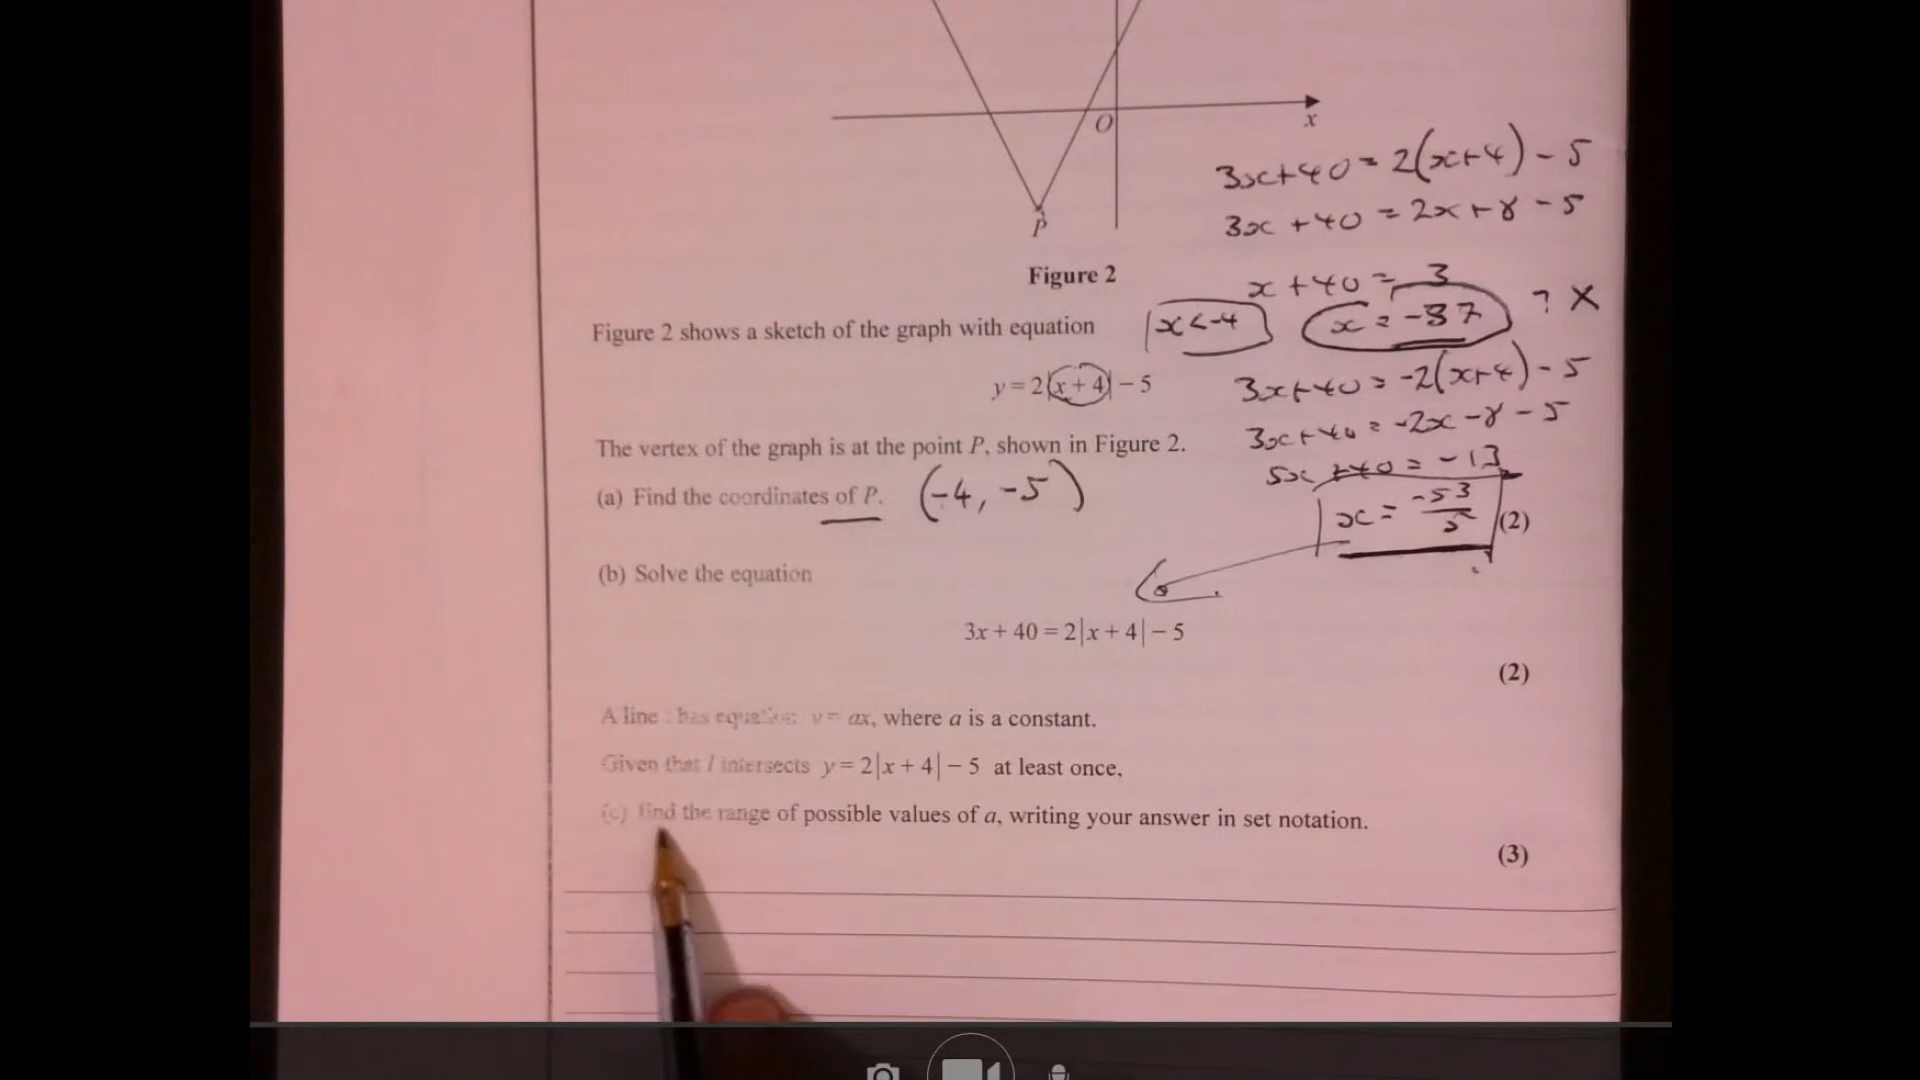 O
x
P
Figure 2
3x+40 = 2(x+4) - 5
3x + 40 = 2x + 8 - 5
x + 40 = 3
x < -4
x = -37 ? X
3x+40 = -2(x+4) - 5
3x+40 = -2x - 8 - 5
5x +40 = -13
x = -53/5
Figure 2 shows a sketch of the graph with equation
y = 2|x + 4| − 5
The vertex of the graph is at the point P, shown in Figure 2.
(a) Find the coordinates of P. (-4, -5)
(2)
(b) Solve the equation
3x + 40 = 2|x + 4| − 5
(2)
A line l has equation y = ax, where a is a constant.
Given that l intersects y = 2|x + 4| − 5 at least once,
(c) find the range of possible values of a, writing your answer in set notation.
(3)